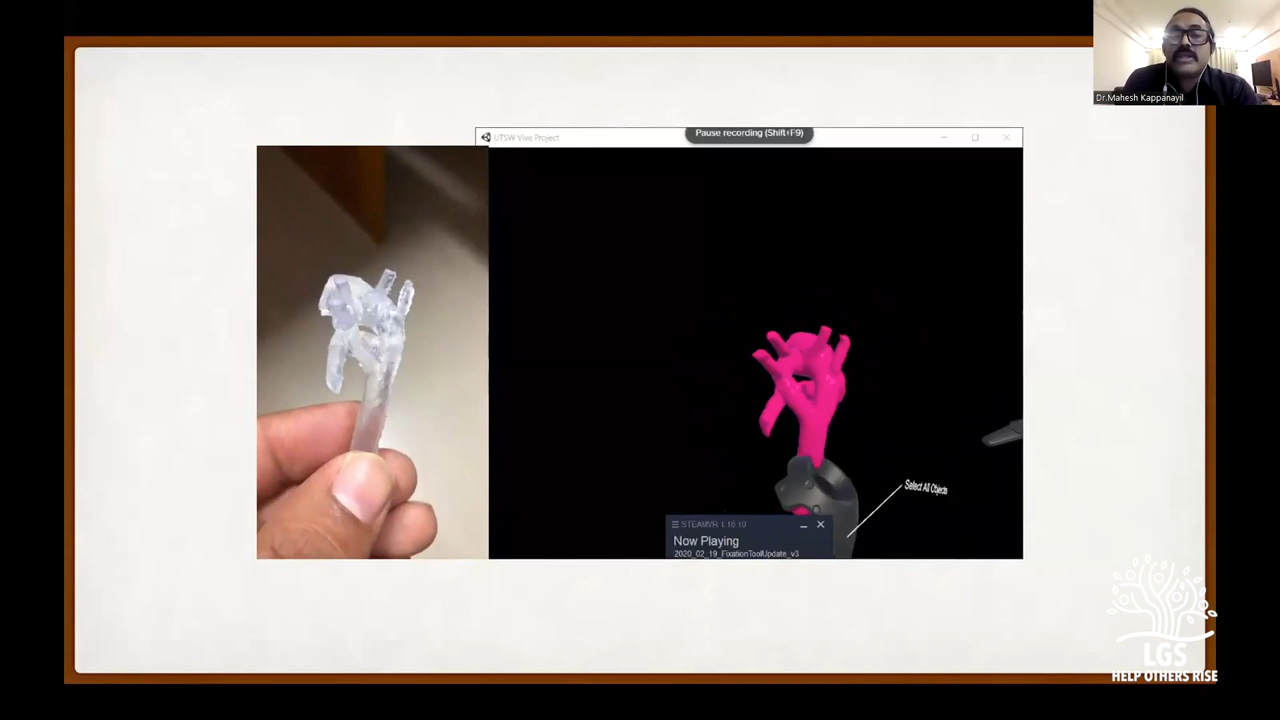 Dr.Mahesh Kappanayil
UTSW Vive Project
Pause recording (Shift+F9)
Select All Objects
STEAMVR 1.16.10
Now Playing
2020_02_19_FixationToolUpdate_v3
LGS
HELP OTHERS RISE